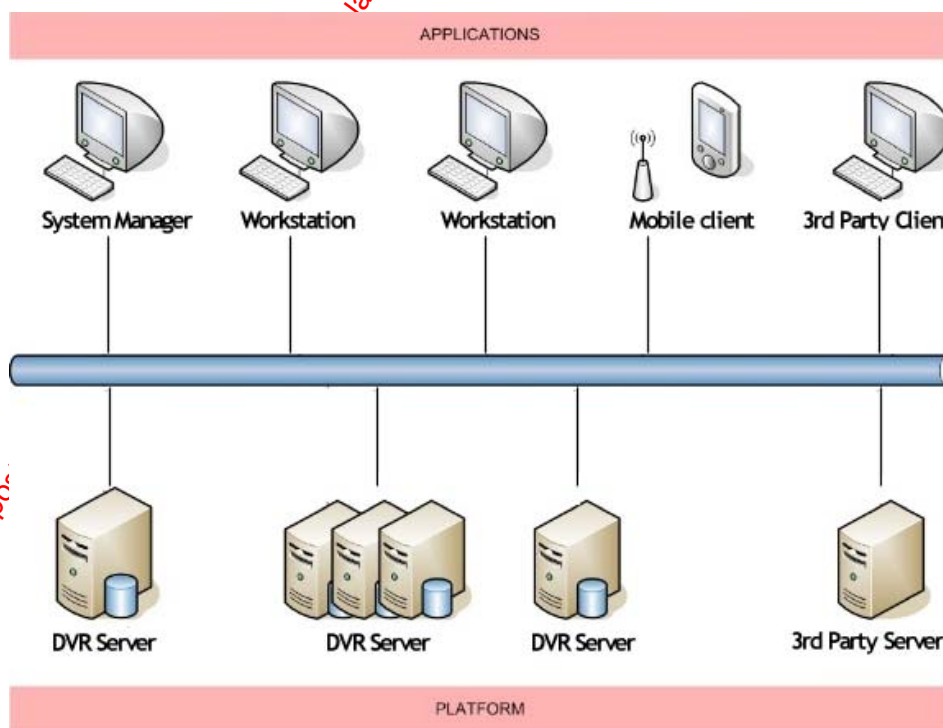 APPLICATIONS
System Manager
Workstation
Workstation
Mobile client
3rd Party Clien
DVR Server
DVR Server
DVR Server
3rd Party Server
PLATFORM